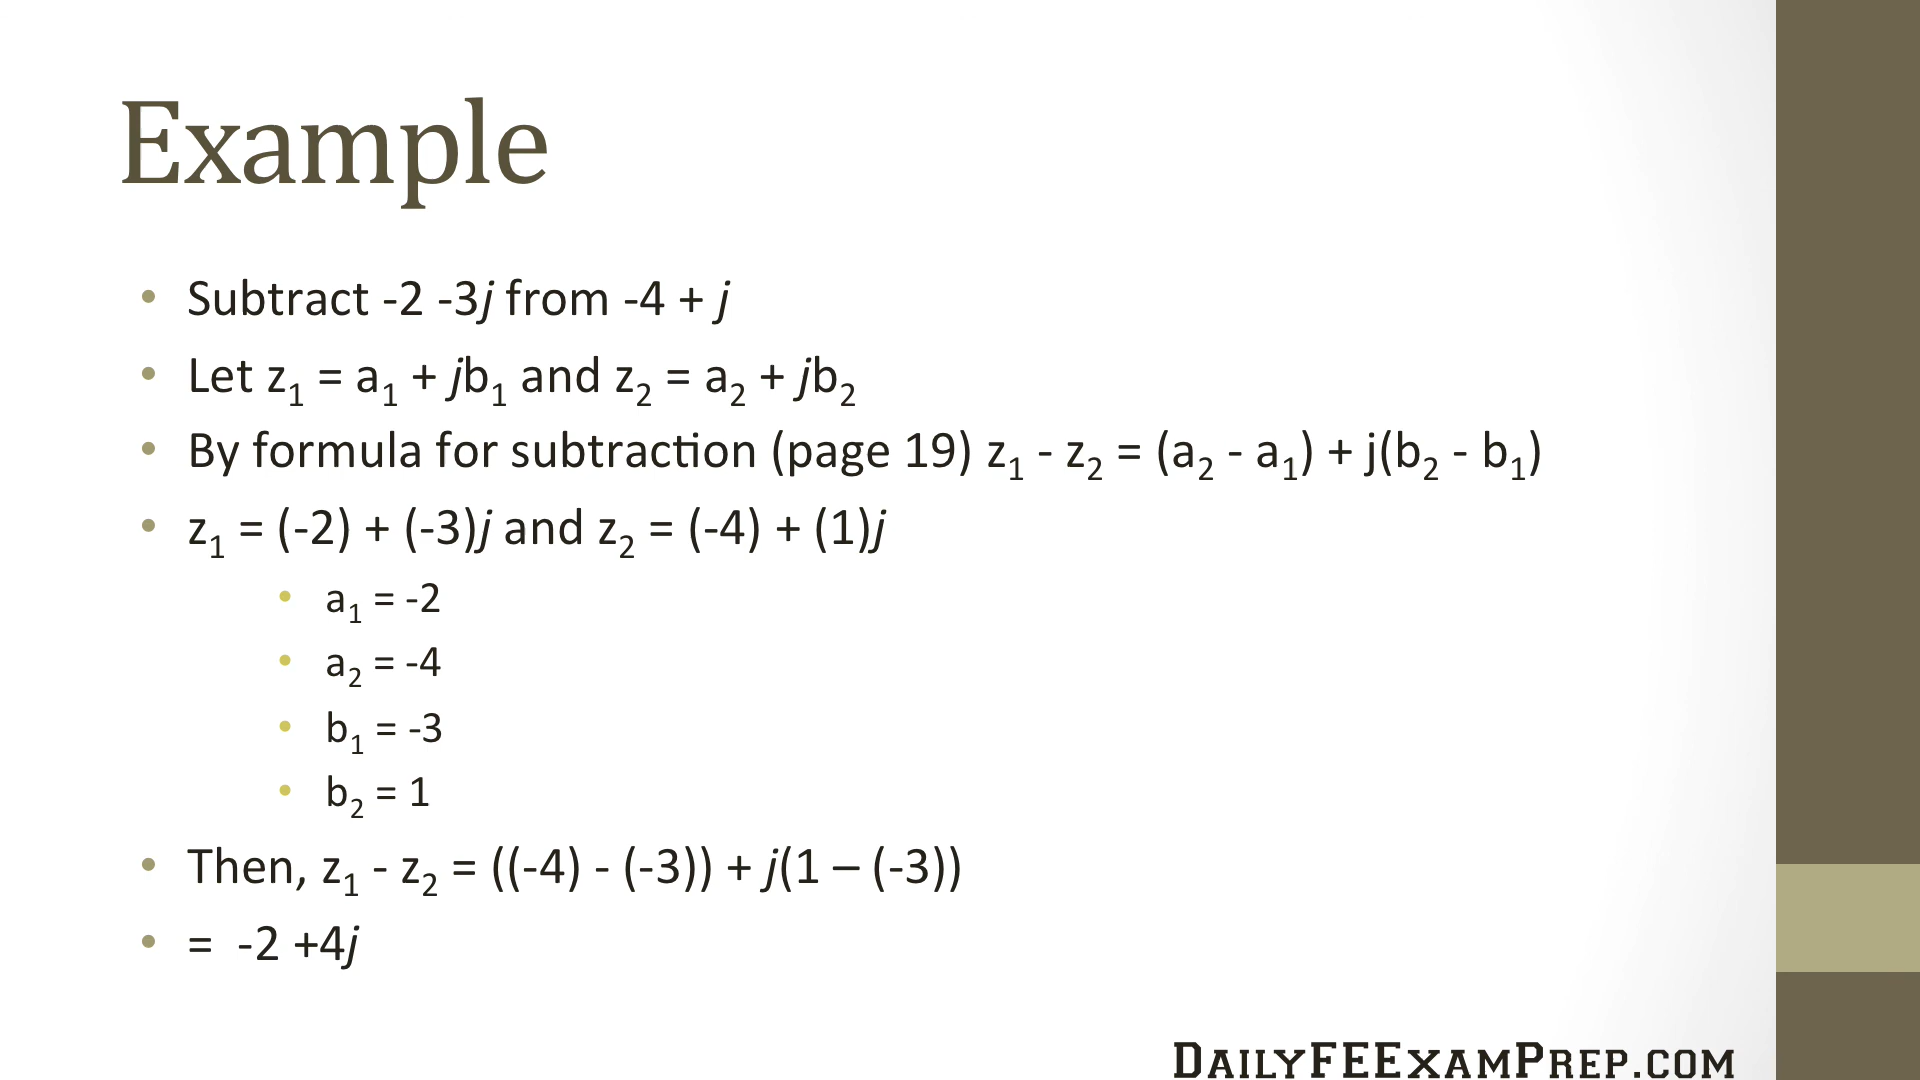 Example
• Subtract -2 -3j from -4 + j
• Let z₁ = a₁ + jb₁ and z₂ = a₂ + jb₂
• By formula for subtraction (page 19) z₁ - z₂ = (a₂ - a₁) + j(b₂ - b₁)
• z₁ = (-2) + (-3)j and z₂ = (-4) + (1)j
• a₁ = -2
• a₂ = -4
• b₁ = -3
• b₂ = 1
• Then, z₁ - z₂ = ((-4) - (-3)) + j(1 – (-3))
• = -2 +4j
DailyFEExamPrep.com